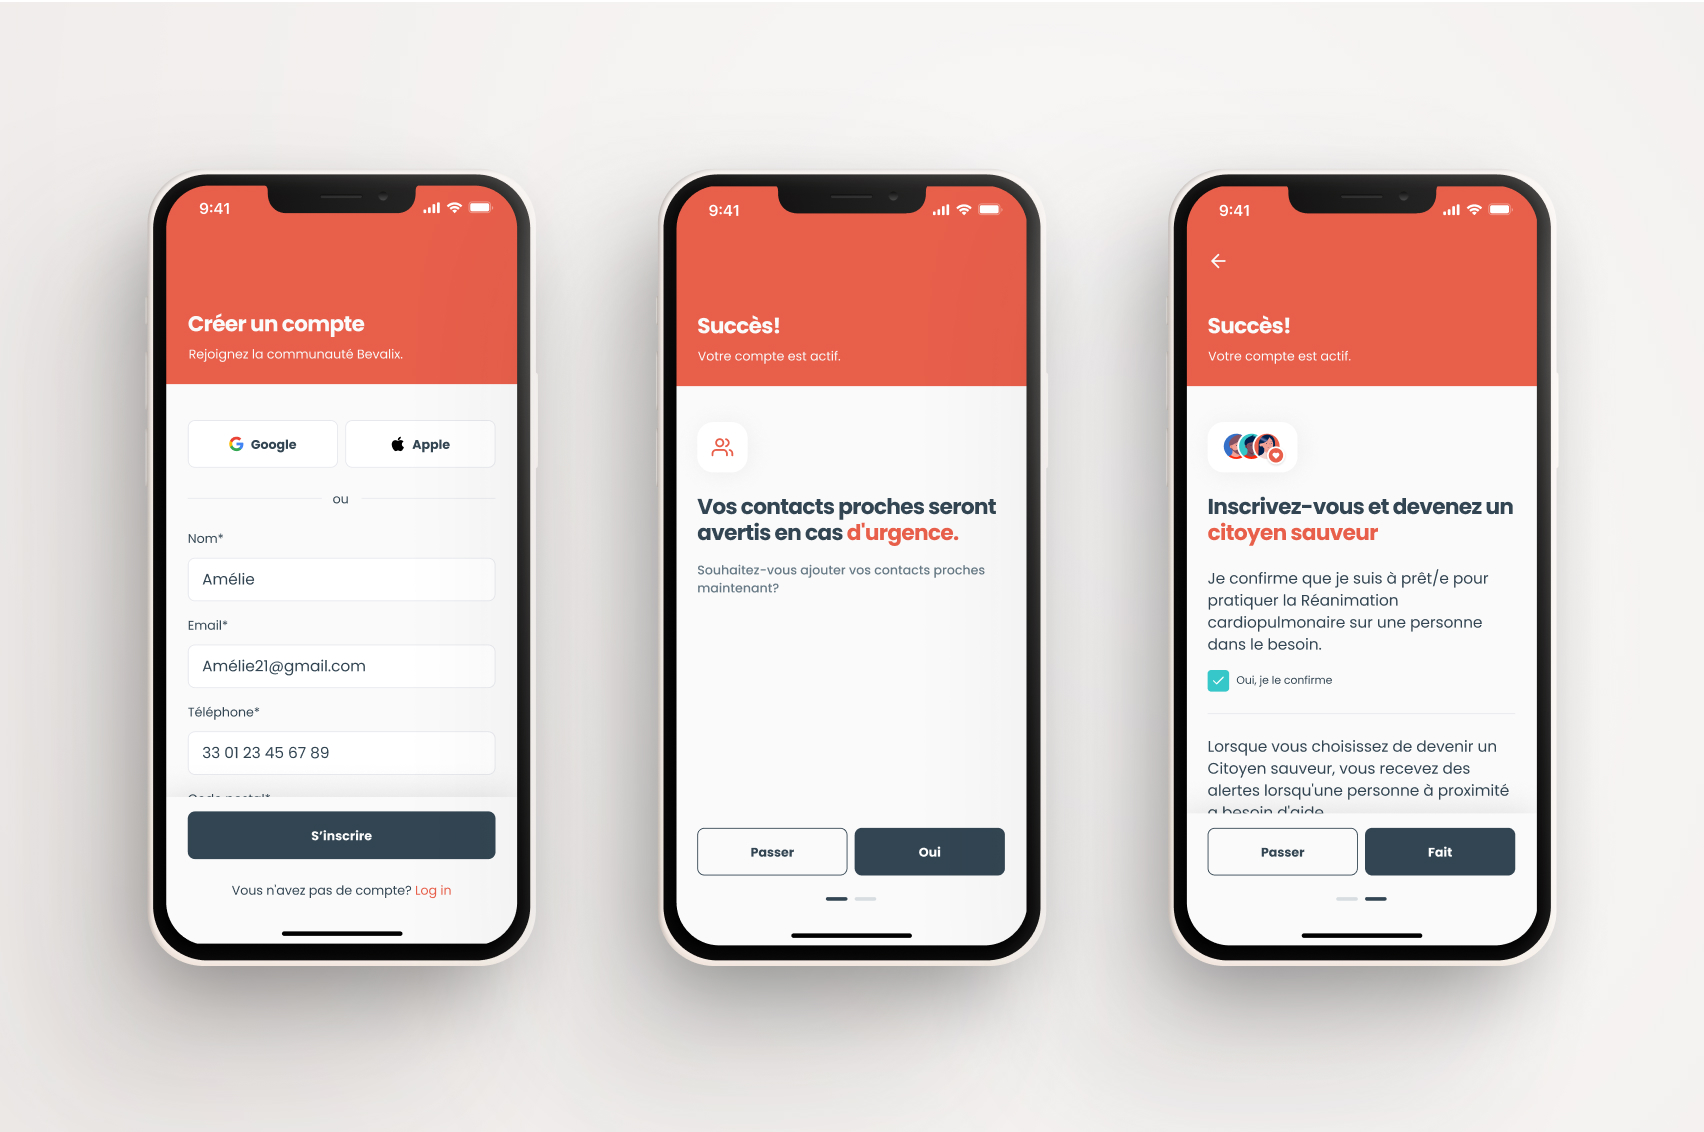 9:41
Créer un compte
Rejoignez la communauté Bevalix.
Google
Apple
ou
Nom*
Amélie
Email*
Amélie21@gmail.com
Téléphone*
33 01 23 45 67 89
Code postal*
S'inscrire
Vous n'avez pas de compte? Log in
9:41
Succès!
Votre compte est actif.
Vos contacts proches seront
avertis en cas d'urgence.
Souhaitez-vous ajouter vos contacts proches
maintenant?
Passer
Oui
9:41
Succès!
Votre compte est actif.
Inscrivez-vous et devenez un
citoyen sauveur
Je confirme que je suis à prêt/e pour
pratiquer la Réanimation
cardiopulmonaire sur une personne
dans le besoin.
Oui, je le confirme
Lorsque vous choisissez de devenir un
Citoyen sauveur, vous recevez des
alertes lorsqu'une personne à proximité
a besoin d'aide
Passer
Fait